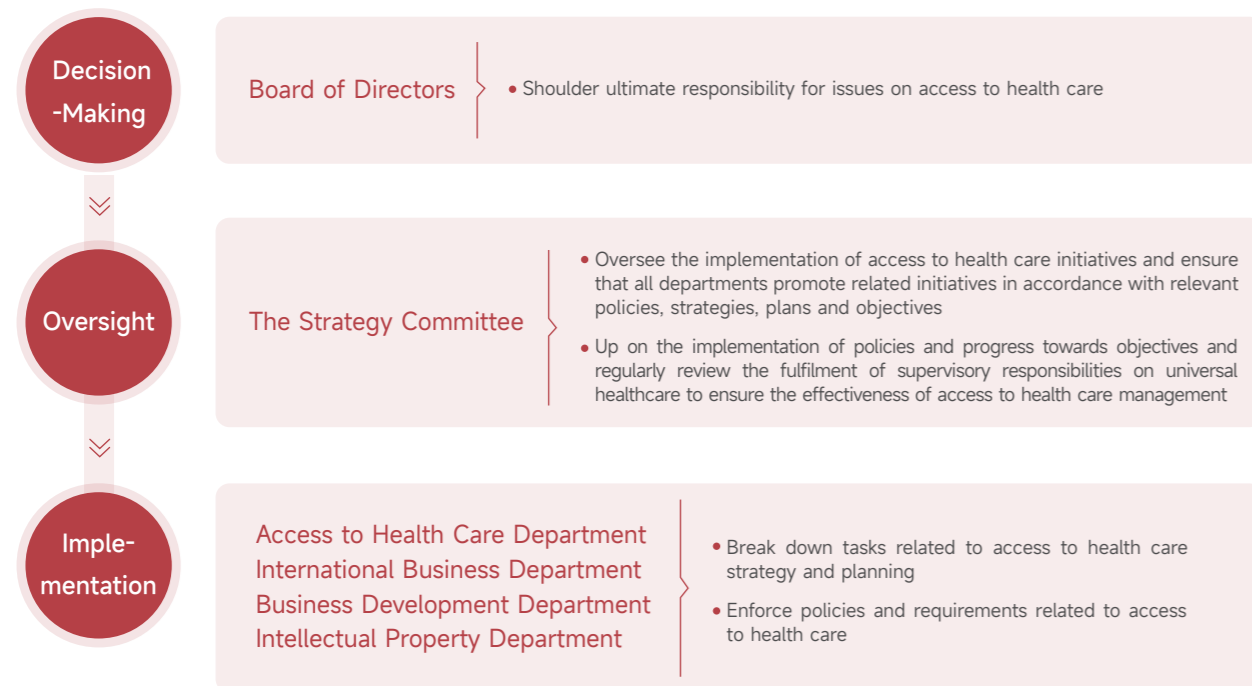 Decision
-Making
Board of Directors
• Shoulder ultimate responsibility for issues on access to health care
Oversight
The Strategy Committee
• Oversee the implementation of access to health care initiatives and ensure
that all departments promote related initiatives in accordance with relevant
policies, strategies, plans and objectives
• Up on the implementation of policies and progress towards objectives and
regularly review the fulfilment of supervisory responsibilities on universal
healthcare to ensure the effectiveness of access to health care management
Imple-
mentation
Access to Health Care Department
International Business Department
Business Development Department
Intellectual Property Department
• Break down tasks related to access to health care
strategy and planning
• Enforce policies and requirements related to access
to health care